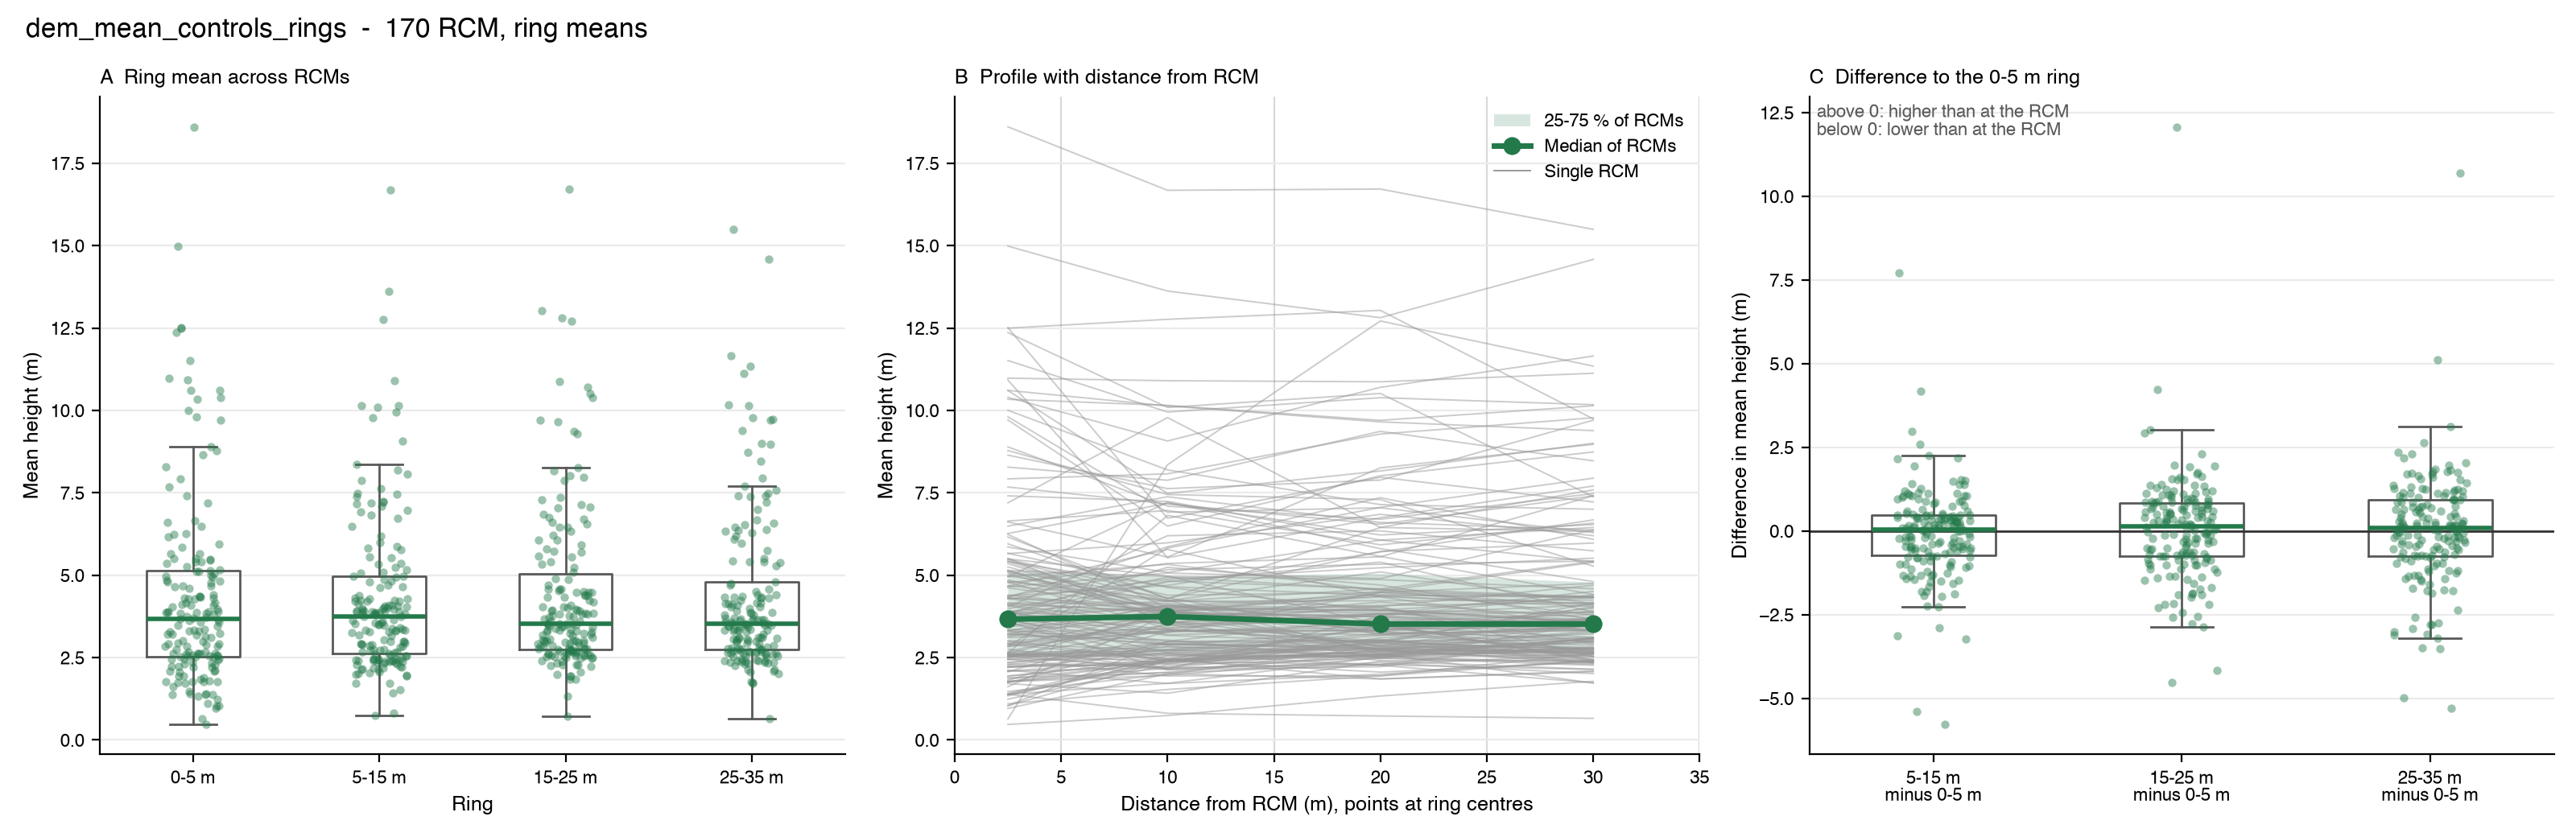 dem_mean_controls_rings - 170 RCM, ring means
A Ring mean across RCMs
Mean height (m)
17.5
15.0
12.5
10.0
7.5
5.0
2.5
0.0
0-5 m
5-15 m
15-25 m
25-35 m
Ring
B Profile with distance from RCM
25-75 % of RCMs
Median of RCMs
Single RCM
Mean height (m)
17.5
15.0
12.5
10.0
7.5
5.0
2.5
0.0
0
5
10
15
20
25
30
35
Distance from RCM (m), points at ring centres
C Difference to the 0-5 m ring
above 0: higher than at the RCM
below 0: lower than at the RCM
Difference in mean height (m)
12.5
10.0
7.5
5.0
2.5
0.0
−2.5
−5.0
5-15 m
minus 0-5 m
15-25 m
minus 0-5 m
25-35 m
minus 0-5 m